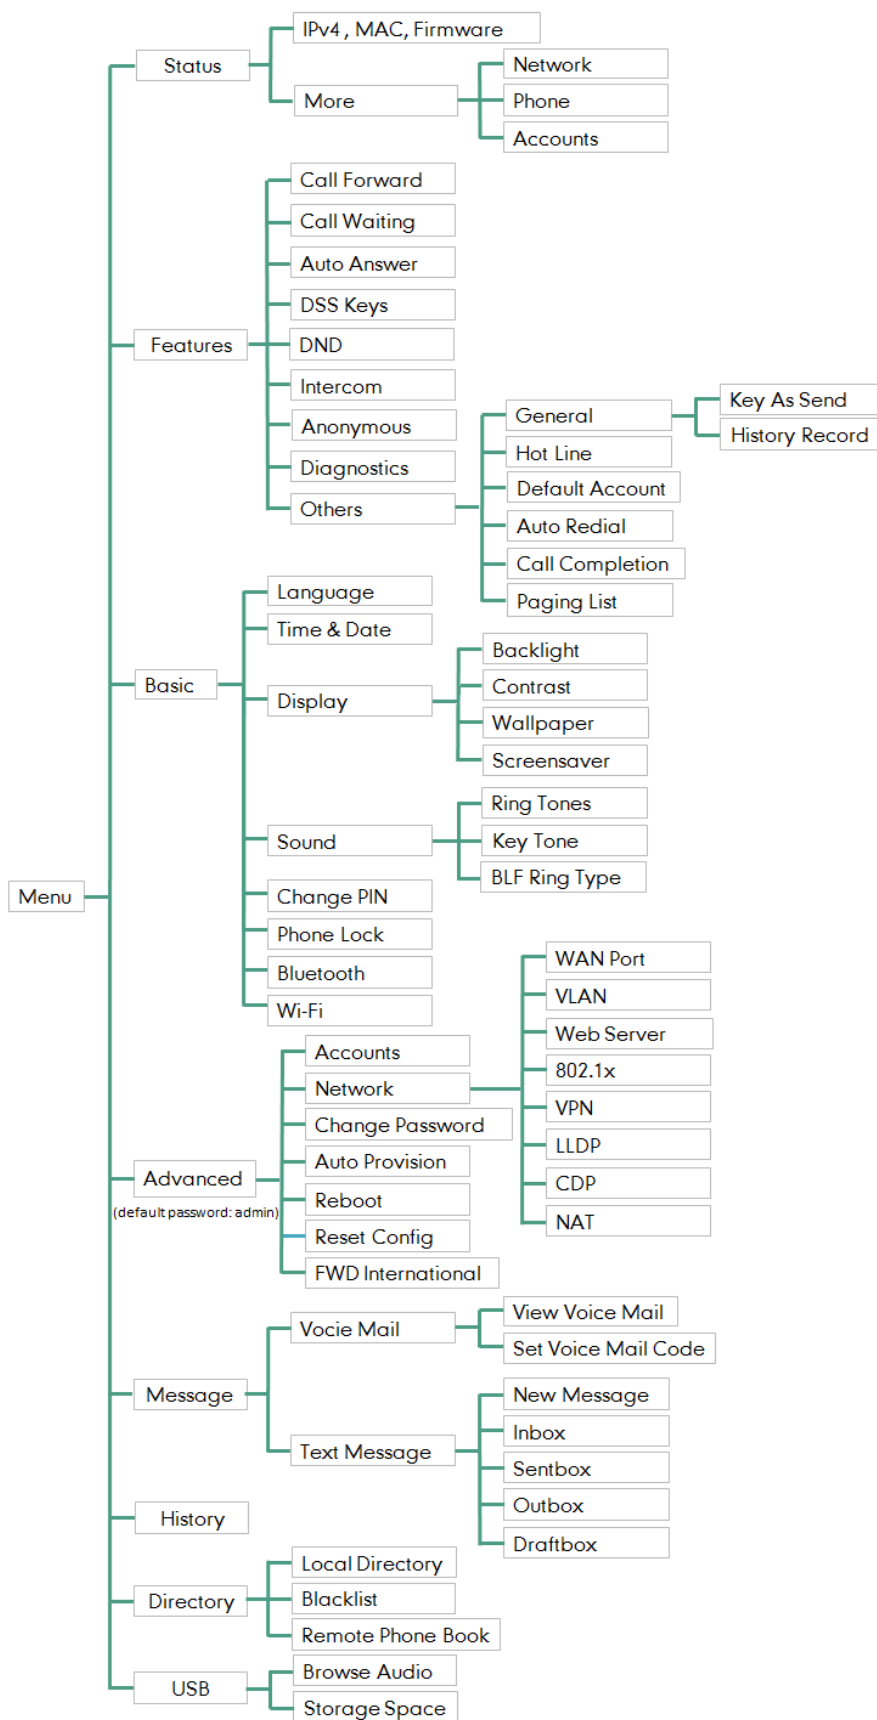 IPv4 , MAC, Firmware
Status
Network
More
Phone
Accounts
Call Forward
Call Waiting
Auto Answer
DSS Keys
Features
DND
Intercom
Key As Send
General
Anonymous
History Record
Hot Line
Diagnostics
Default Account
Others
Auto Redial
Call Completion
Language
Paging List
Time & Date
Backlight
Basic
Contrast
Display
Wallpaper
Screensaver
Ring Tones
Sound
Key Tone
BLF Ring Type
Menu
Change PIN
Phone Lock
WAN Port
Bluetooth
VLAN
Wi-Fi
Web Server
Accounts
802.1x
Network
VPN
Change Password
LLDP
Auto Provision
Advanced
CDP
Reboot
(default password: admin)
NAT
Reset Config
FWD International
View Voice Mail
Vocie Mail
Set Voice Mail Code
Message
New Message
Inbox
Text Message
Sentbox
Outbox
History
Draftbox
Local Directory
Directory
Blacklist
Remote Phone Book
Browse Audio
USB
Storage Space